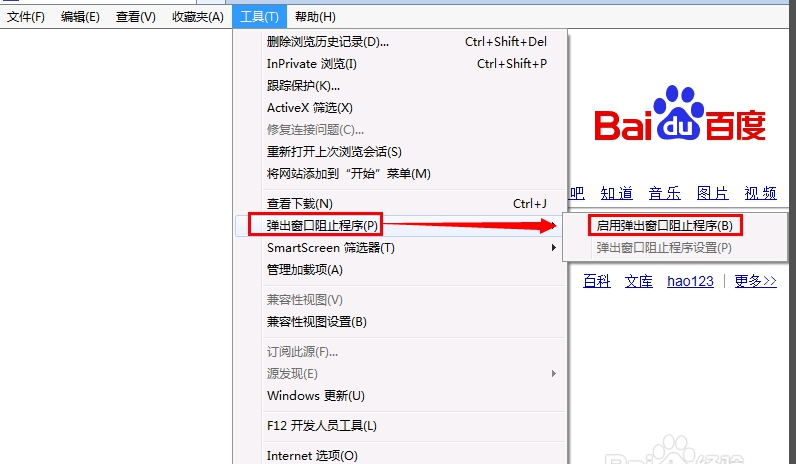 文件(F) 编辑(E) 查看(V) 收藏夹(A) 工具(T) 帮助(H)
删除浏览历史记录(D)... Ctrl+Shift+Del
InPrivate 浏览(I) Ctrl+Shift+P
跟踪保护(K)...
ActiveX 筛选(X)
修复连接问题(C)...
重新打开上次浏览会话(S)
将网站添加到“开始”菜单(M)
查看下载(N) Ctrl+J
弹出窗口阻止程序(P)
SmartScreen 筛选器(T)
管理加载项(A)
兼容性视图(V)
兼容性视图设置(B)
订阅此源(F)...
源发现(E)
Windows 更新(U)
F12 开发人员工具(L)
Internet 选项(O)
启用弹出窗口阻止程序(B)
弹出窗口阻止程序设置(P)
Bai du 百度
吧 知道 音乐 图片 视频
百科 文库 hao123 更多>>